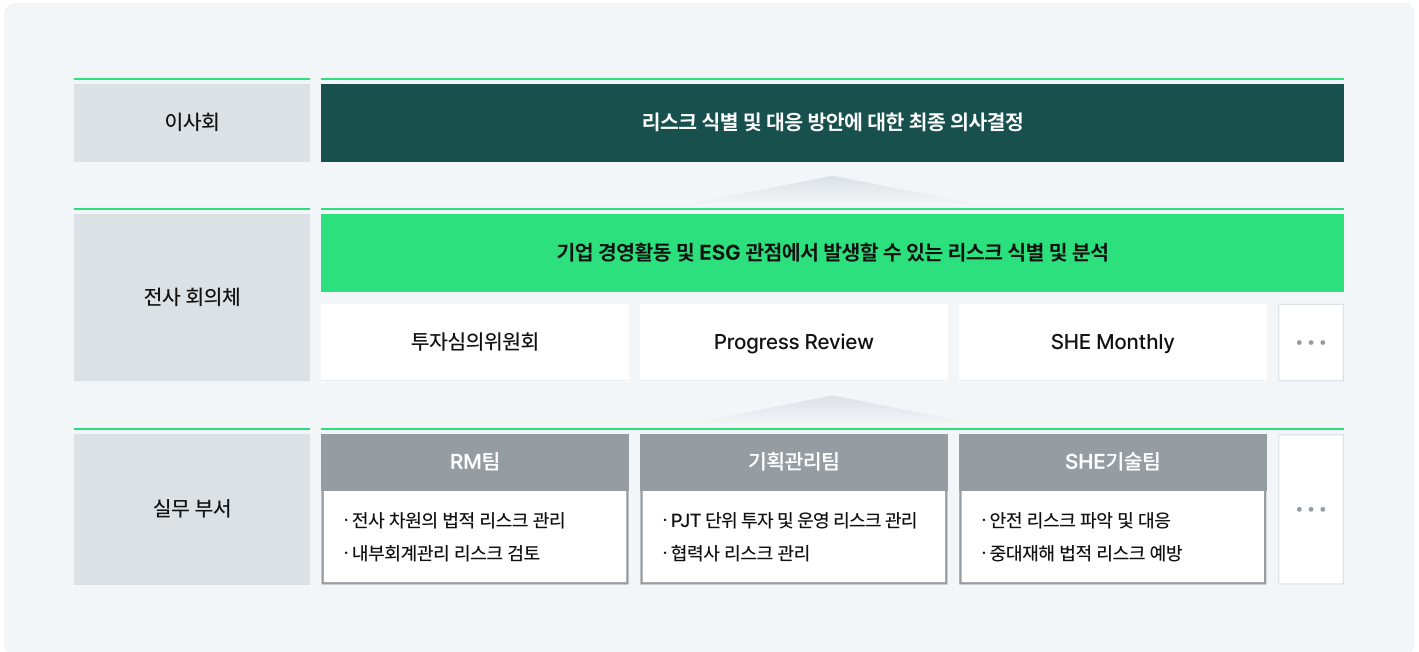 이사회
리스크 식별 및 대응 방안에 대한 최종 의사결정
전사 회의체
기업 경영활동 및 ESG 관점에서 발생할 수 있는 리스크 식별 및 분석
투자심의위원회
Progress Review
SHE Monthly
···
실무 부서
RM팀
· 전사 차원의 법적 리스크 관리
· 내부회계관리 리스크 검토
기획관리팀
· PJT 단위 투자 및 운영 리스크 관리
· 협력사 리스크 관리
SHE기술팀
· 안전 리스크 파악 및 대응
· 중대재해 법적 리스크 예방
···